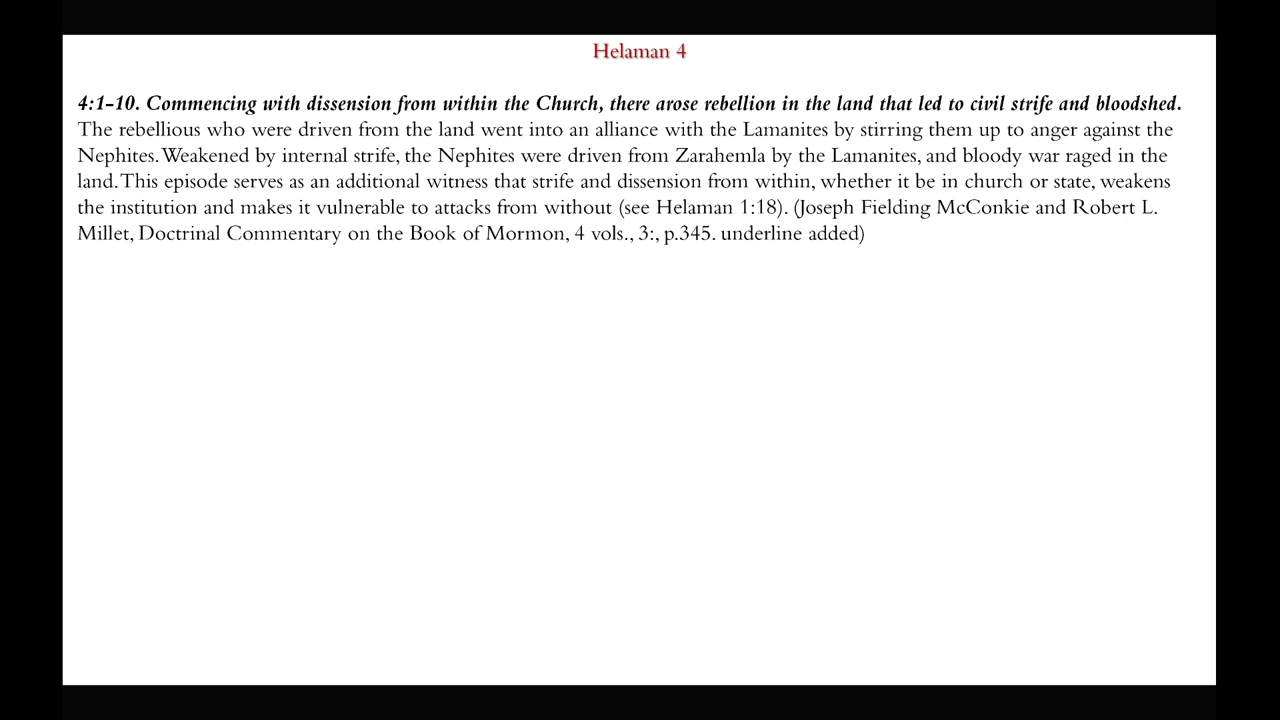 Helaman 4
4:1-10. Commencing with dissension from within the Church, there arose rebellion in the land that led to civil strife and bloodshed.
The rebellious who were driven from the land went into an alliance with the Lamanites by stirring them up to anger against the
Nephites. Weakened by internal strife, the Nephites were driven from Zarahemla by the Lamanites, and bloody war raged in the
land. This episode serves as an additional witness that strife and dissension from within, whether it be in church or state, weakens
the institution and makes it vulnerable to attacks from without (see Helaman 1:18). (Joseph Fielding McConkie and Robert L.
Millet, Doctrinal Commentary on the Book of Mormon, 4 vols., 3:, p.345. underline added)